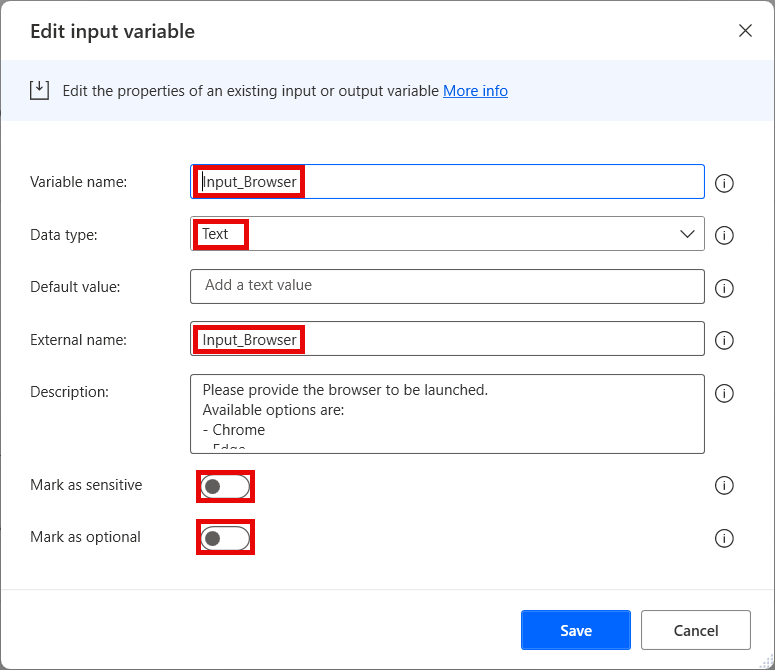 Edit input variable
Edit the properties of an existing input or output variable More info
Variable name:
Input_Browser
Data type:
Text
Default value:
Add a text value
External name:
Input_Browser
Description:
Please provide the browser to be launched.
Available options are:
- Chrome
- Edge
Mark as sensitive
Mark as optional
Save
Cancel